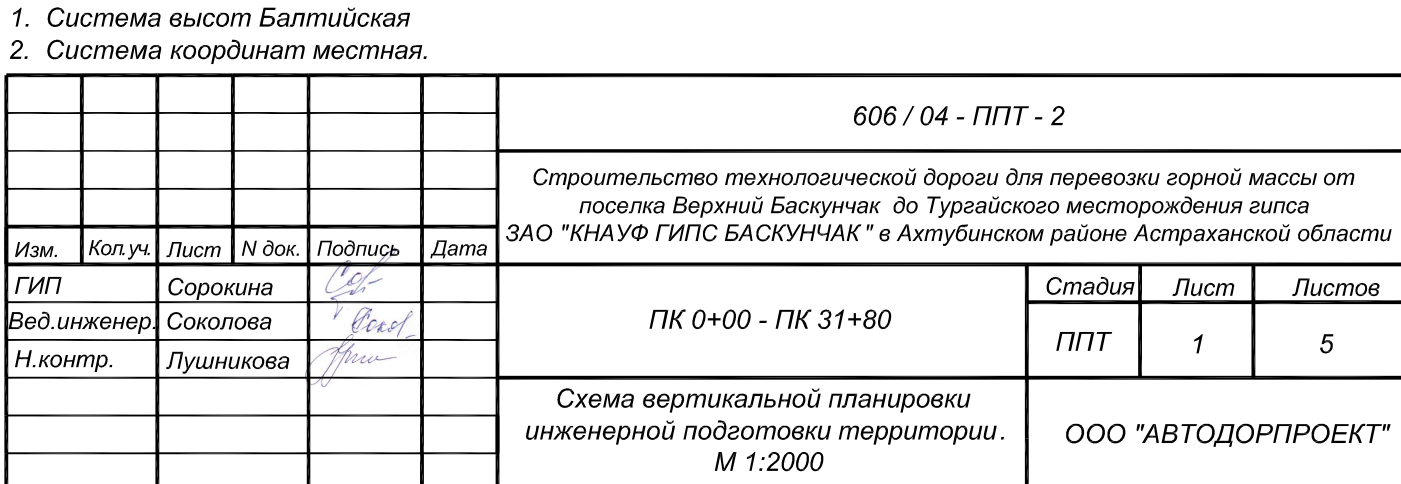 1. Система высот Балтийская
2. Система координат местная.
606 / 04 - ППТ - 2
Строительство технологической дороги для перевозки горной массы от
поселка Верхний Баскунчак до Тургайского месторождения гипса
ЗАО "КНАУФ ГИПС БАСКУНЧАК " в Ахтубинском районе Астраханской области
Изм. Кол.уч. Лист N док. Подпись Дата
ГИП Сорокина
Вед.инженер. Соколова
Н.контр. Лушникова
ПК 0+00 - ПК 31+80
Стадия Лист Листов
ППТ 1 5
Схема вертикальной планировки
инженерной подготовки территории.
М 1:2000
ООО "АВТОДОРПРОЕКТ"